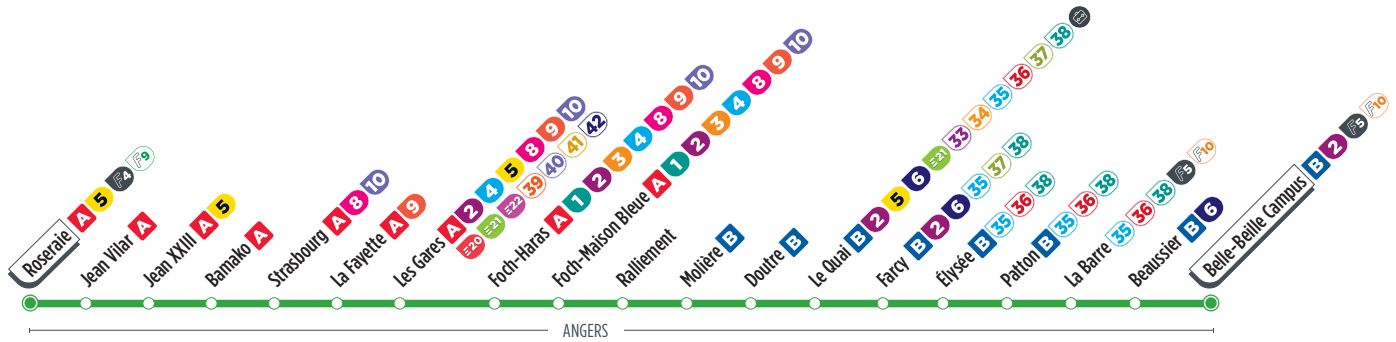 Roseraie A 5 F4 F9
Jean Vilar A
Jean XXIII A 5
Bamako A
Strasbourg A 8 10
La Fayette A 9
Les Gares A 2 4 5 8 9 10
20 21 22 39 40 41 42
Foch-Haras A 1 2 3 4 8 9 10
Foch-Maison Bleue A 1 2 3 4 8 9 10
Ralliement
Molière B
Doutre B
Le Quai B 2 5 6 21 33 34 35 36 37 38
Farcy B 2 6 35 37 38
Élysée B 35 36 38
Patton B 35 36 38
La Barre 35 36 38 F5 F10
Beaussier B 6
Belle-Beille Campus B 2 F5 F10
ANGERS